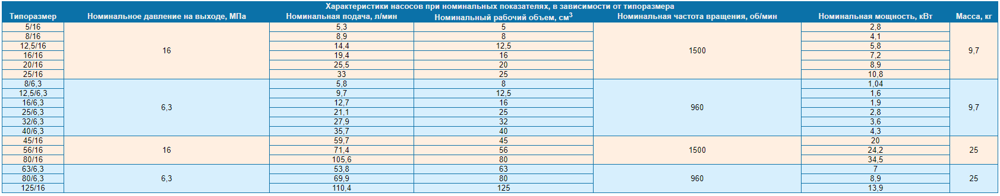 Характеристики насосов при номинальных показателях, в зависимости от типоразмера
Типоразмер Номинальное давление на выходе, МПа Номинальная подача, л/мин Номинальный рабочий объем, см3 Номинальная частота вращения, об/мин Номинальная мощность, кВт Масса, кг
5/16 16 5,3 5 1500 2,8 9,7
8/16 8,9 8 4,1
12,5/16 14,4 12,5 5,8
16/16 19,4 16 7,2
20/16 25,5 20 8,9
25/16 33 25 10,8
8/6,3 6,3 5,8 8 960 1,04 9,7
12,5/6,3 9,7 12,5 1,6
16/6,3 12,7 16 1,9
25/6,3 21,1 25 2,8
32/6,3 27,9 32 3,6
40/6,3 35,7 40 4,3
45/16 16 59,7 45 1500 20 25
56/16 71,4 56 24,2
80/16 105,6 80 34,5
63/6,3 6,3 53,8 63 960 7 25
80/6,3 69,9 80 8,9
125/16 110,4 125 13,9